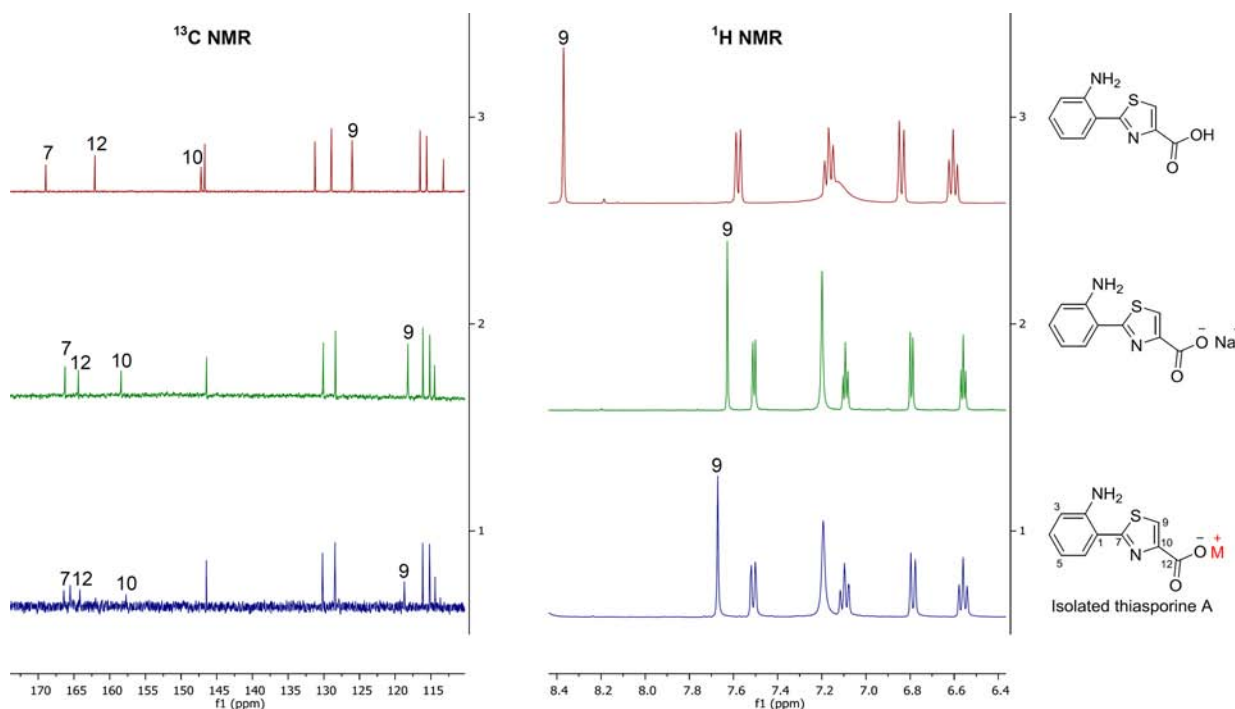 ¹³C NMR
¹H NMR
7 12 10 9
3
9
3
NH₂
S
N
OH
O
7
12 10 9
2
9
2
NH₂
S
N
O⁻ Na⁺
O
7 12 10 9
1
9
1
NH₂
3
S 9
10
1 7
N
12
5
O⁻ M⁺
O
Isolated thiasporine A
170 165 160 155 150 145 140 135 130 125 120 115
f1 (ppm)
8.4 8.2 8.0 7.8 7.6 7.4 7.2 7.0 6.8 6.6 6.4
f1 (ppm)